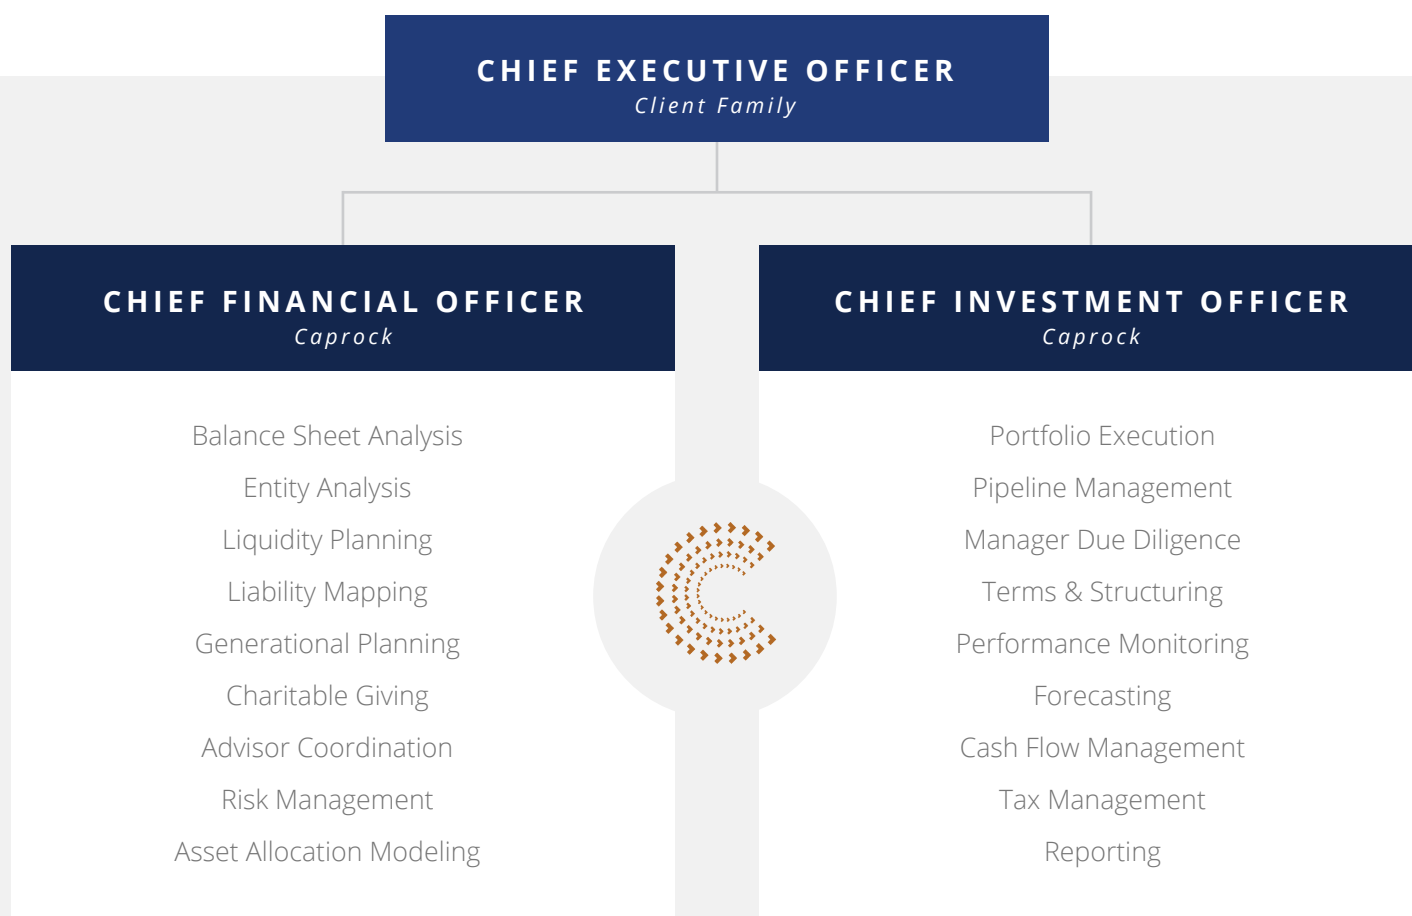 CHIEF EXECUTIVE OFFICER
Client Family
CHIEF FINANCIAL OFFICER
Caprock
Balance Sheet Analysis
Entity Analysis
Liquidity Planning
Liability Mapping
Generational Planning
Charitable Giving
Advisor Coordination
Risk Management
Asset Allocation Modeling
CHIEF INVESTMENT OFFICER
Caprock
Portfolio Execution
Pipeline Management
Manager Due Diligence
Terms & Structuring
Performance Monitoring
Forecasting
Cash Flow Management
Tax Management
Reporting